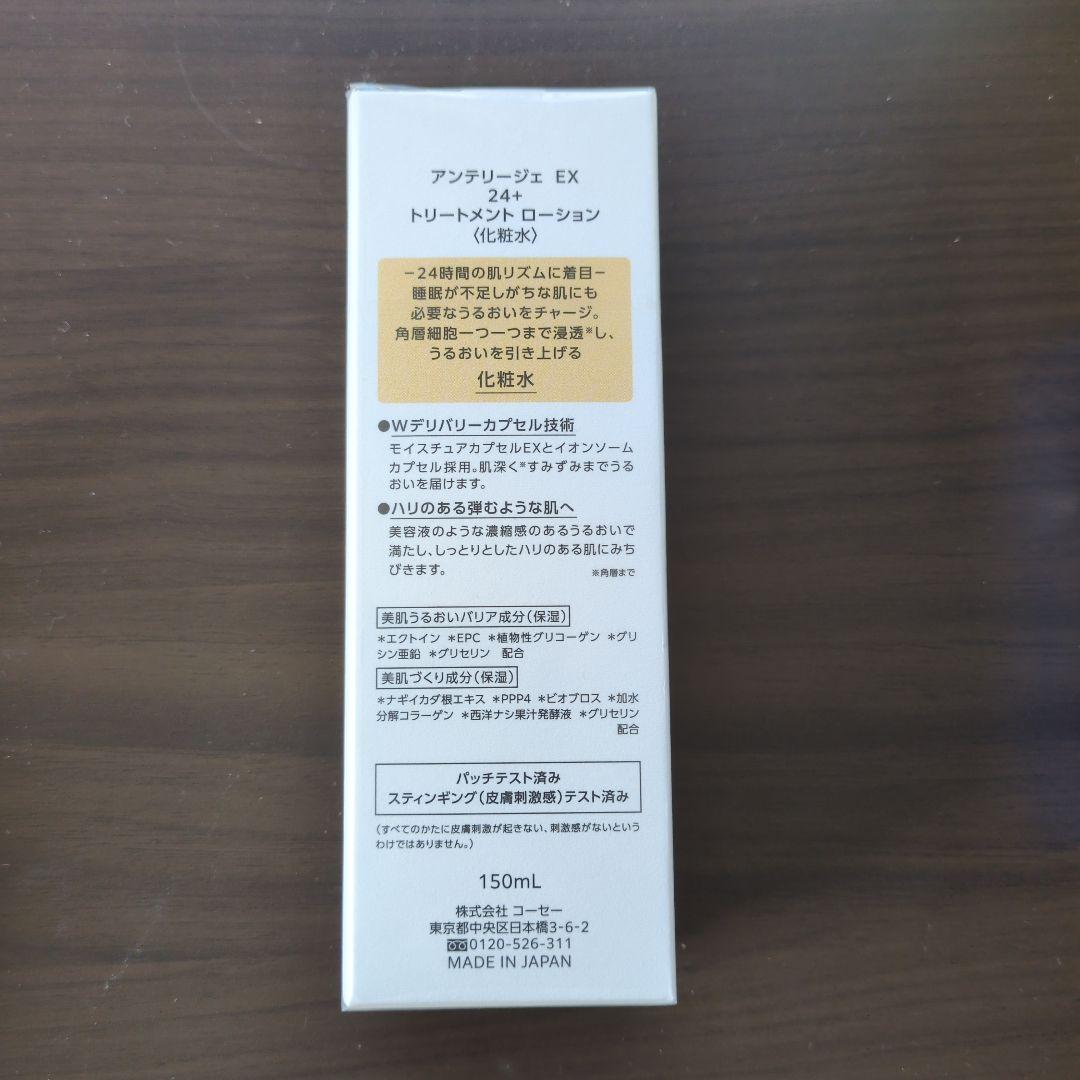 アンテリージェ EX
24+
トリートメント ローション
〈化粧水〉
−24時間の肌リズムに着目−
睡眠が不足しがちな肌にも
必要なうるおいをチャージ。
角層細胞一つ一つまで浸透※し、
うるおいを引き上げる
化粧水
●Wデリバリーカプセル技術
モイスチュアカプセルEXとイオンソーム
カプセル採用。肌深く※すみずみまでうる
おいを届けます。
●ハリのある弾むような肌へ
美容液のような濃縮感のあるうるおいで
満たし、しっとりとしたハリのある肌にみち
びきます。 ※角層まで
美肌うるおいバリア成分(保湿)
*エクトイン *EPC *植物性グリコーゲン *グリ
シン亜鉛 *グリセリン 配合
美肌づくり成分(保湿)
*ナギイカダ根エキス *PPP4 *ビオブロス *加水
分解コラーゲン *西洋ナシ果汁発酵液 *グリセリン
配合
パッチテスト済み
スティンギング(皮膚刺激感)テスト済み
(すべてのかたに皮膚刺激が起きない、刺激感がないという
わけではありません。)
150mL
株式会社 コーセー
東京都中央区日本橋3-6-2
0120-526-311
MADE IN JAPAN